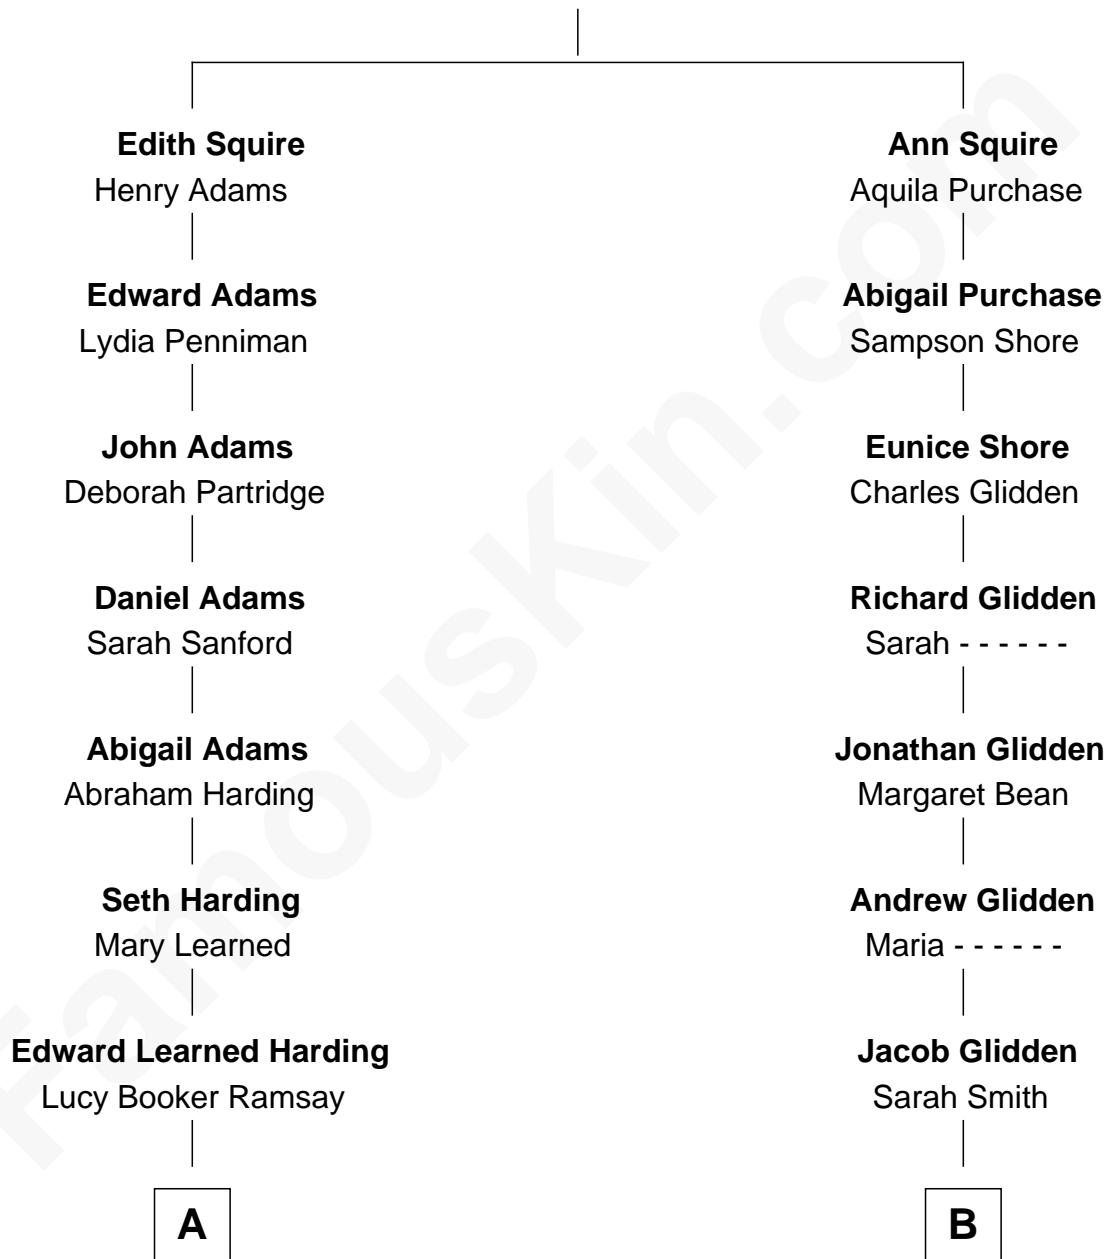 Edith Squire
Henry Adams
Edward Adams
Lydia Penniman
John Adams
Deborah Partridge
Daniel Adams
Sarah Sanford
Abigail Adams
Abraham Harding
Seth Harding
Mary Learned
Edward Learned Harding
Lucy Booker Ramsay
A
Ann Squire
Aquila Purchase
Abigail Purchase
Sampson Shore
Eunice Shore
Charles Glidden
Richard Glidden
Sarah - - - - - -
Jonathan Glidden
Margaret Bean
Andrew Glidden
Maria - - - - - -
Jacob Glidden
Sarah Smith
B
FamousKin.com